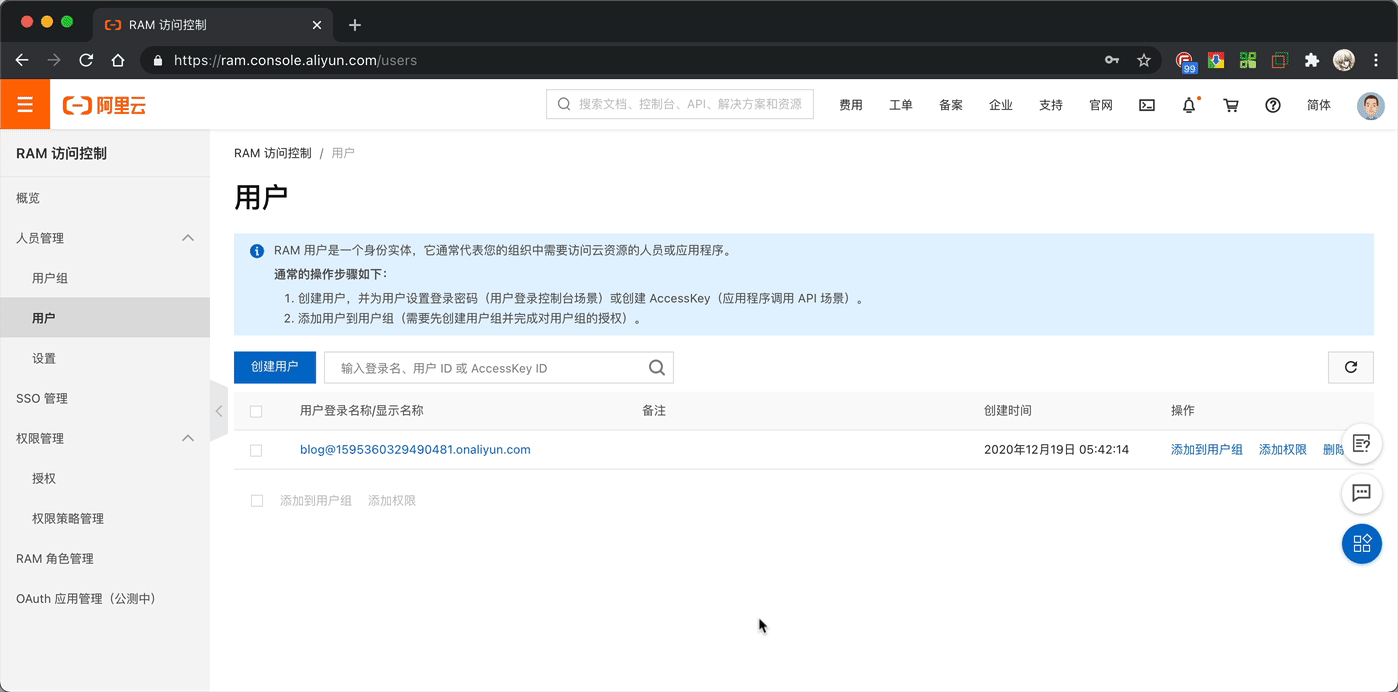 RAM 访问控制
https://ram.console.aliyun.com/users
99
阿里云
搜索文档、控制台、API、解决方案和资源
费用 工单 备案 企业 支持 官网 简体
RAM 访问控制
概览
人员管理
用户组
用户
设置
SSO 管理
权限管理
授权
权限策略管理
RAM 角色管理
OAuth 应用管理（公测中）
RAM 访问控制 / 用户
用户
RAM 用户是一个身份实体，它通常代表您的组织中需要访问云资源的人员或应用程序。
通常的操作步骤如下：
1. 创建用户，并为用户设置登录密码（用户登录控制台场景）或创建 AccessKey（应用程序调用 API 场景）。
2. 添加用户到用户组（需要先创建用户组并完成对用户组的授权）。
创建用户 输入登录名、用户 ID 或 AccessKey ID
用户登录名称/显示名称 备注 创建时间 操作
blog@1595360329490481.onaliyun.com 2020年12月19日 05:42:14 添加到用户组 添加权限 删除
添加到用户组 添加权限